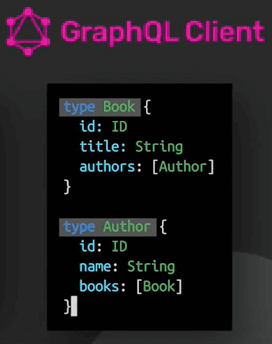 GraphQL Client
type Book {
id: ID
title: String
authors: [Author]
}
type Author {
id: ID
name: String
books: [Book]
}